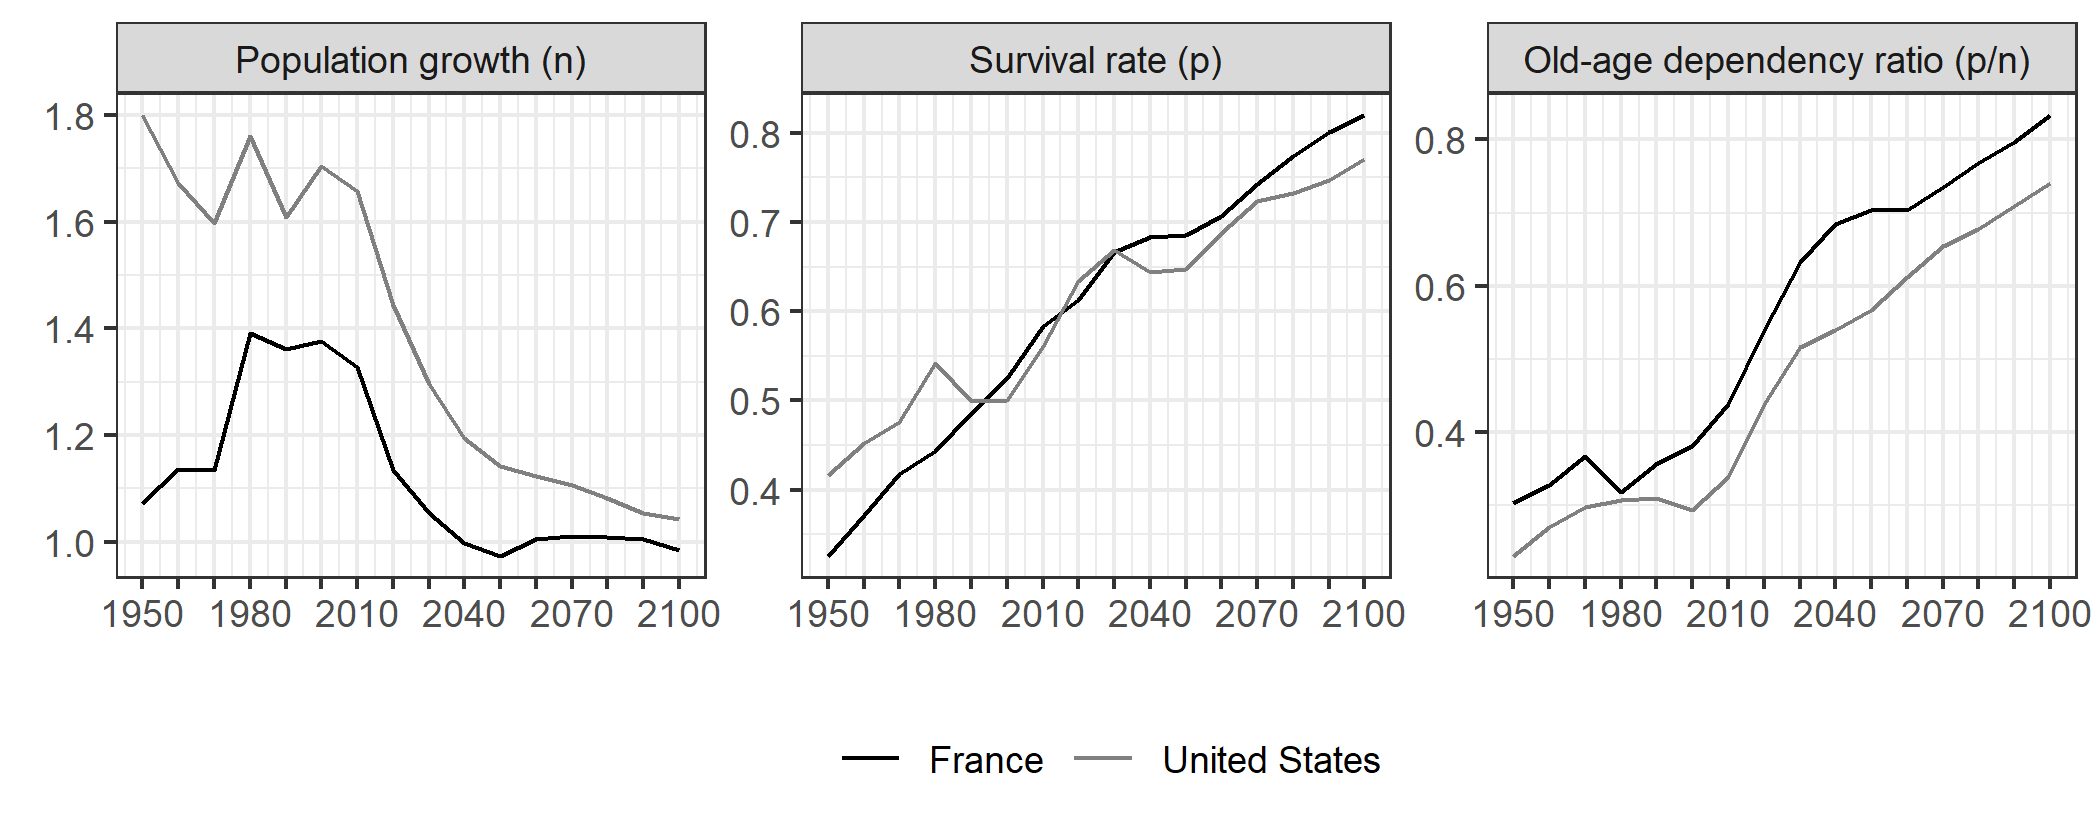 Population growth (n)
Survival rate (p)
Old-age dependency ratio (p/n)
1.8
1.6
1.4
1.2
1.0
0.8
0.7
0.6
0.5
0.4
0.8
0.6
0.4
1950 1980 2010 2040 2070 2100
1950 1980 2010 2040 2070 2100
1950 1980 2010 2040 2070 2100
France United States